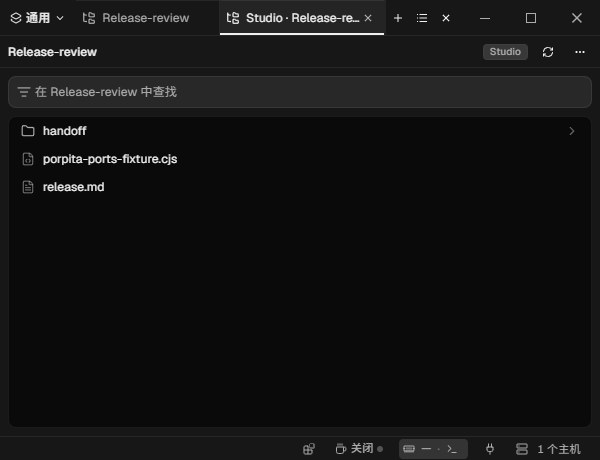 通用
Release-review
Studio · Release-re...
Release-review
Studio
在 Release-review 中查找
handoff
porpita-ports-fixture.cjs
release.md
关闭
1 个主机